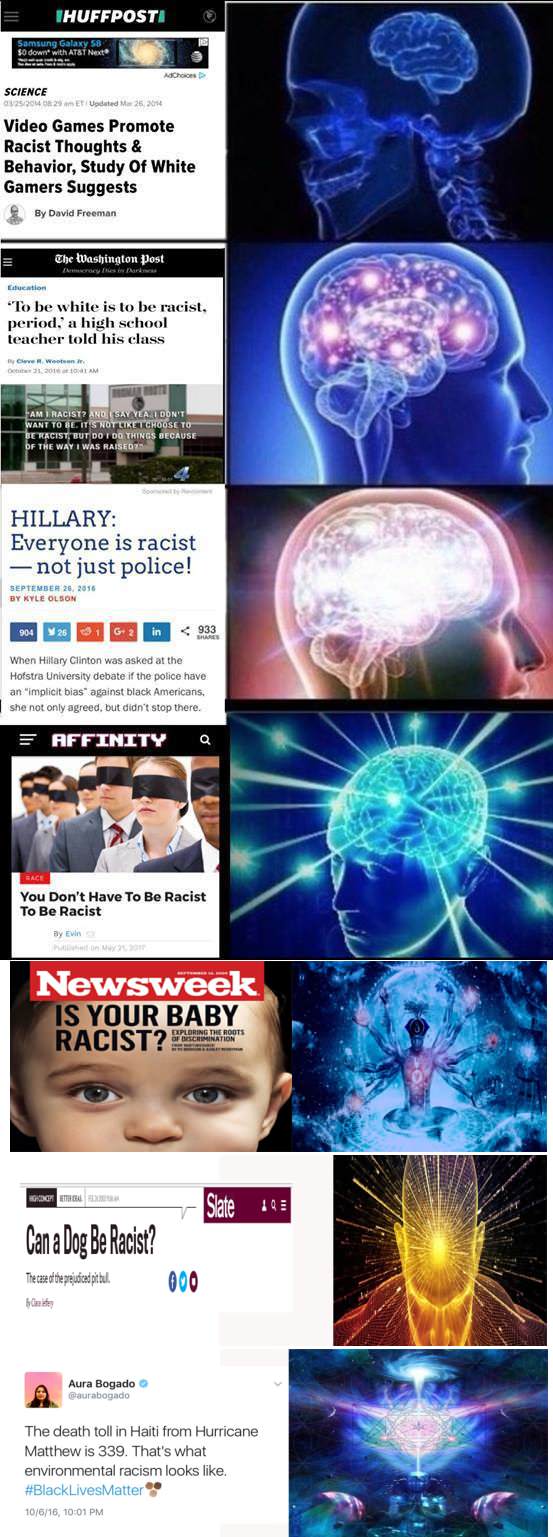 IHUFFPOSTI
Samsung Galaxy S8
$0 down* with AT&T Next®
AdChoices
SCIENCE
03/25/2014 08:29 am ET | Updated Mar 26, 2014
Video Games Promote
Racist Thoughts &
Behavior, Study Of White
Gamers Suggests
By David Freeman
The Washington Post
Democracy Dies in Darkness
Education
‘To be white is to be racist,
period,’ a high school
teacher told his class
By Cleve R. Wootson Jr.
October 21, 2016 at 10:41 AM
NORMAN NORTH
"AM I RACIST? AND I SAY YEA. I DON'T
WANT TO BE. IT'S NOT LIKE I CHOOSE TO
BE RACIST, BUT DO I DO THINGS BECAUSE
OF THE WAY I WAS RAISED?"
4
Sponsored by Revcontent
HILLARY:
Everyone is racist
— not just police!
SEPTEMBER 26, 2016
BY KYLE OLSON
904
26
1
G+ 2
in
933
SHARES
When Hillary Clinton was asked at the
Hofstra University debate if the police have
an “implicit bias” against black Americans,
she not only agreed, but didn’t stop there.
AFFINITY
RACE
You Don't Have To Be Racist
To Be Racist
By Evin
Published on May 21, 2017
Newsweek
IS YOUR BABY
RACIST?
EXPLORING THE ROOTS
OF DISCRIMINATION
HIGH CONCEPT
Slate
Can a Dog Be Racist?
The case of the prejudiced pit bull.
Aura Bogado
@aurabogado
The death toll in Haiti from Hurricane
Matthew is 339. That's what
environmental racism looks like.
#BlackLivesMatter
10/6/16, 10:01 PM